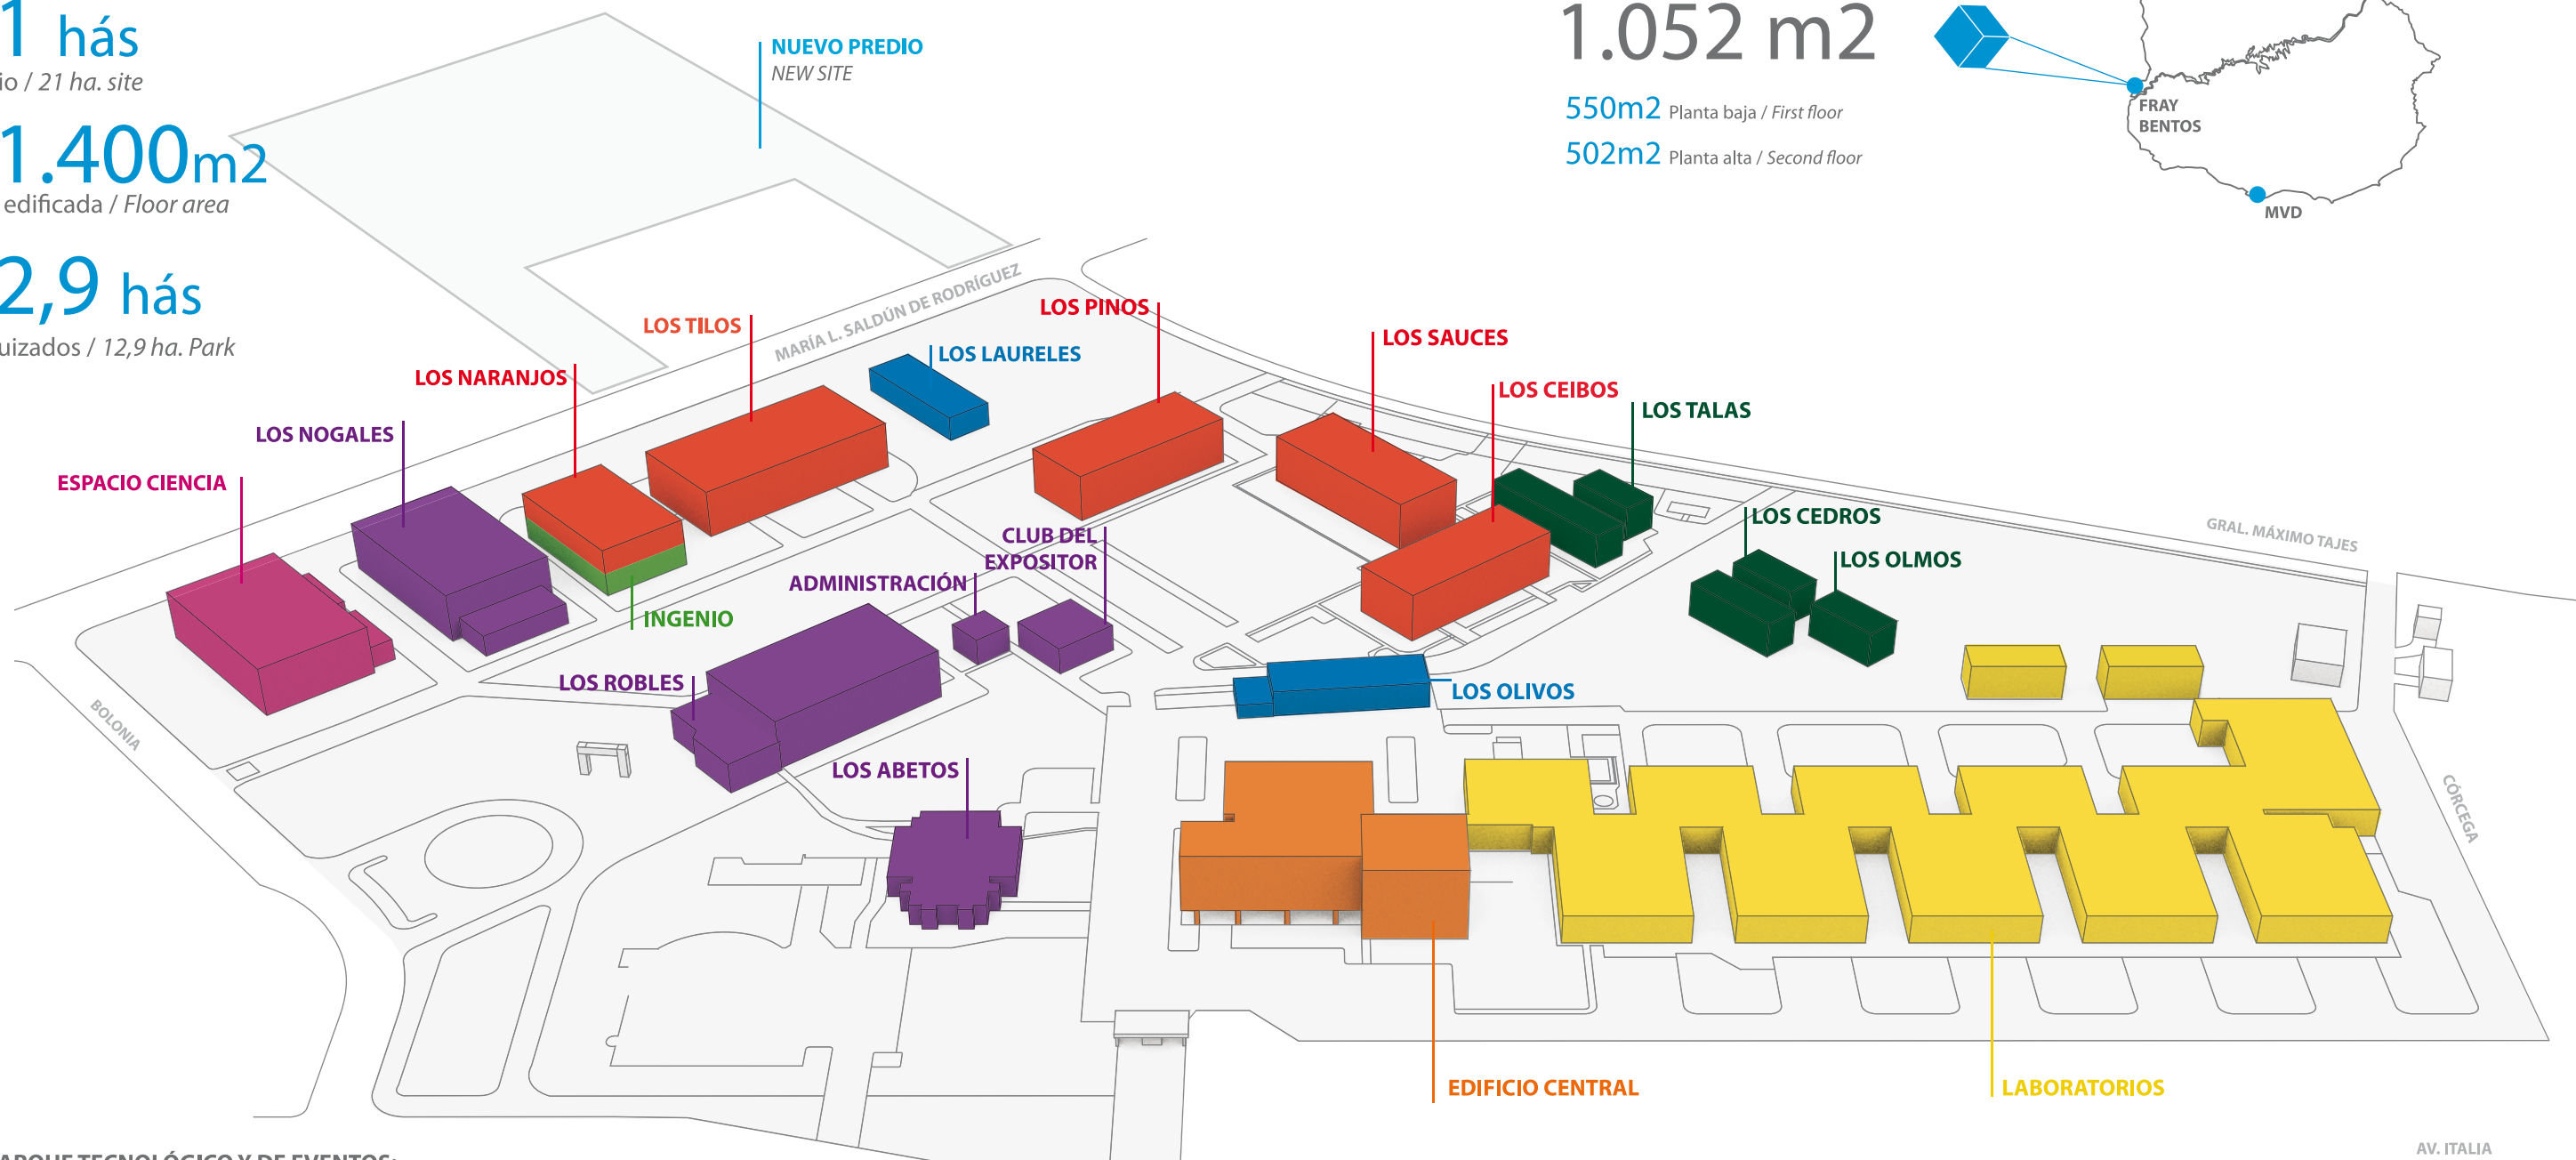 1 hás
io / 21 ha. site
1.400m2
edificada / Floor area
2,9 hás
uizados / 12,9 ha. Park
NUEVO PREDIO
NEW SITE
1.052 m2
550m2 Planta baja / First floor
502m2 Planta alta / Second floor
FRAY
BENTOS
MVD
MARÍA L. SALDÚN DE RODRÍGUEZ
LOS PINOS
LOS TILOS
LOS SAUCES
LOS LAURELES
LOS NARANJOS
LOS CEIBOS
LOS TALAS
LOS NOGALES
ESPACIO CIENCIA
LOS CEDROS
GRAL. MÁXIMO TAJES
CLUB DEL
EXPOSITOR
LOS OLMOS
ADMINISTRACIÓN
INGENIO
LOS ROBLES
LOS OLIVOS
BOLONIA
LOS ABETOS
CÓRCEGA
EDIFICIO CENTRAL
LABORATORIOS
AV. ITALIA
ARQUE TECNOLÓGICO Y DE EVENTOS: